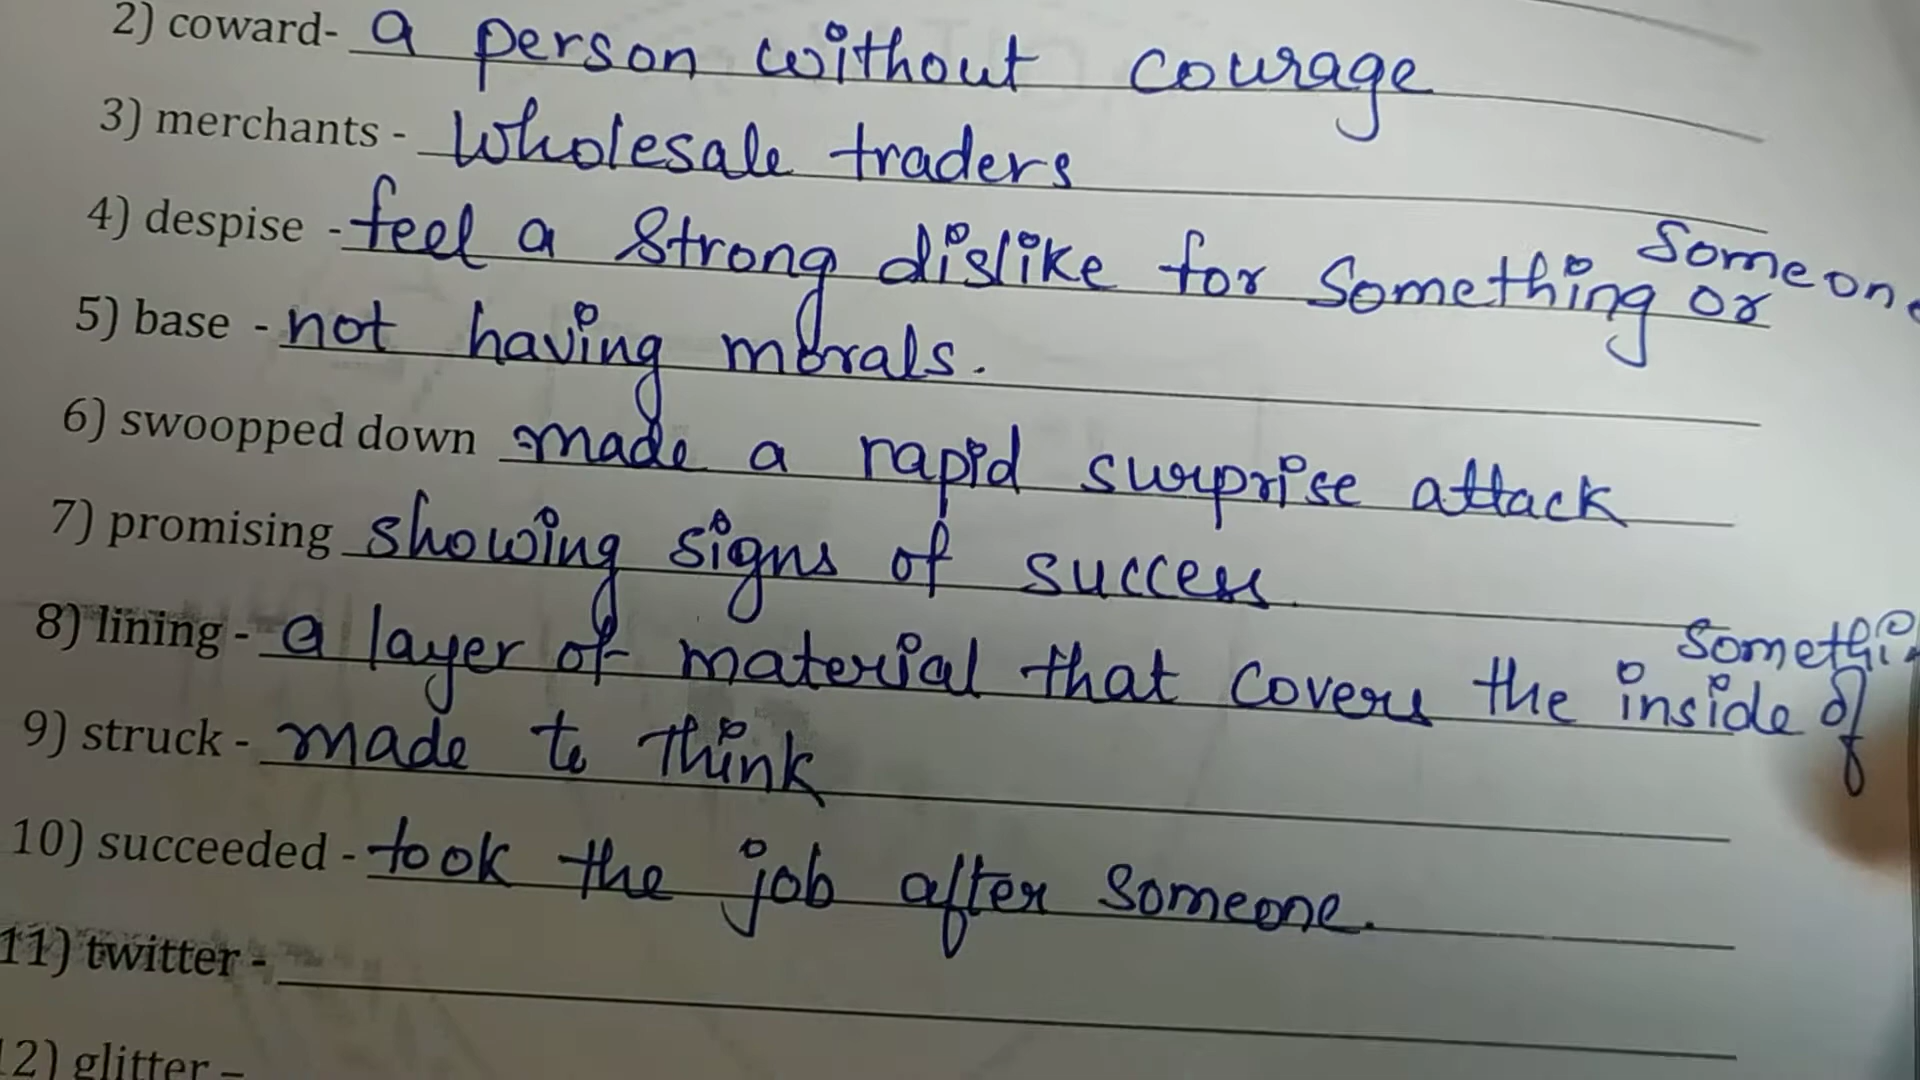 2) coward- a person without courage
3) merchants - Wholesale traders
4) despise - feel a strong dislike for something or someone
5) base - not having morals.
6) swoopped down made a rapid surprise attack
7) promising showing signs of success
8) lining - a layer of material that covers the inside of
9) struck - made to think
10) succeeded - took the job after someone.
11) twitter -
12) glitter –